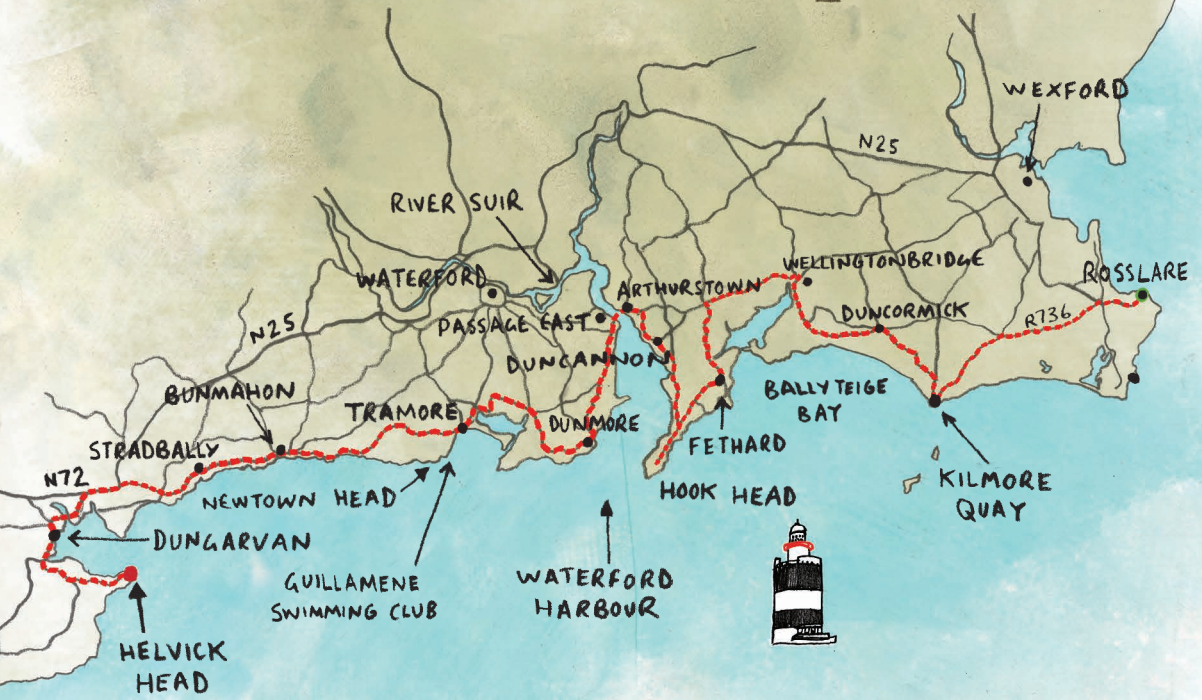 WEXFORD
N25
RIVER SUIR
WELLINGTONBRIDGE
ROSSLARE
WATERFORD
ARTHURSTOWN
DUNCORMICK
R736
PASSAGE EAST
N25
DUNCANNON
BUNMAHON
TRAMORE
BALLYTEIGE
BAY
DUNMORE
FETHARD
STRADBALLY
N72
NEWTOWN HEAD
HOOK HEAD
KILMORE
QUAY
DUNGARVAN
GUILLAMENE
SWIMMING CLUB
WATERFORD
HARBOUR
HELVICK
HEAD